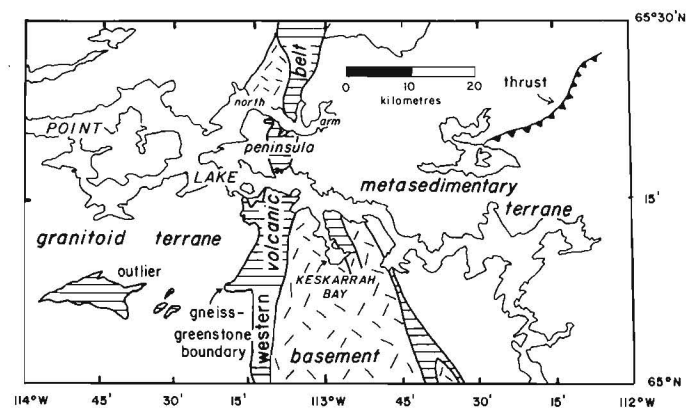 65°30'N
belt
0 10 20
kilometres
thrust
north
arm
POINT
peninsula
LAKE
metasedimentary
15'
terrane
volcanic
granitoid terrane
outlier
KESKARRAH
BAY
gneiss-
greenstone
boundary
western
basement
65°N
114°W 45' 30' 15' 113° 45' 30' 15' 112°W